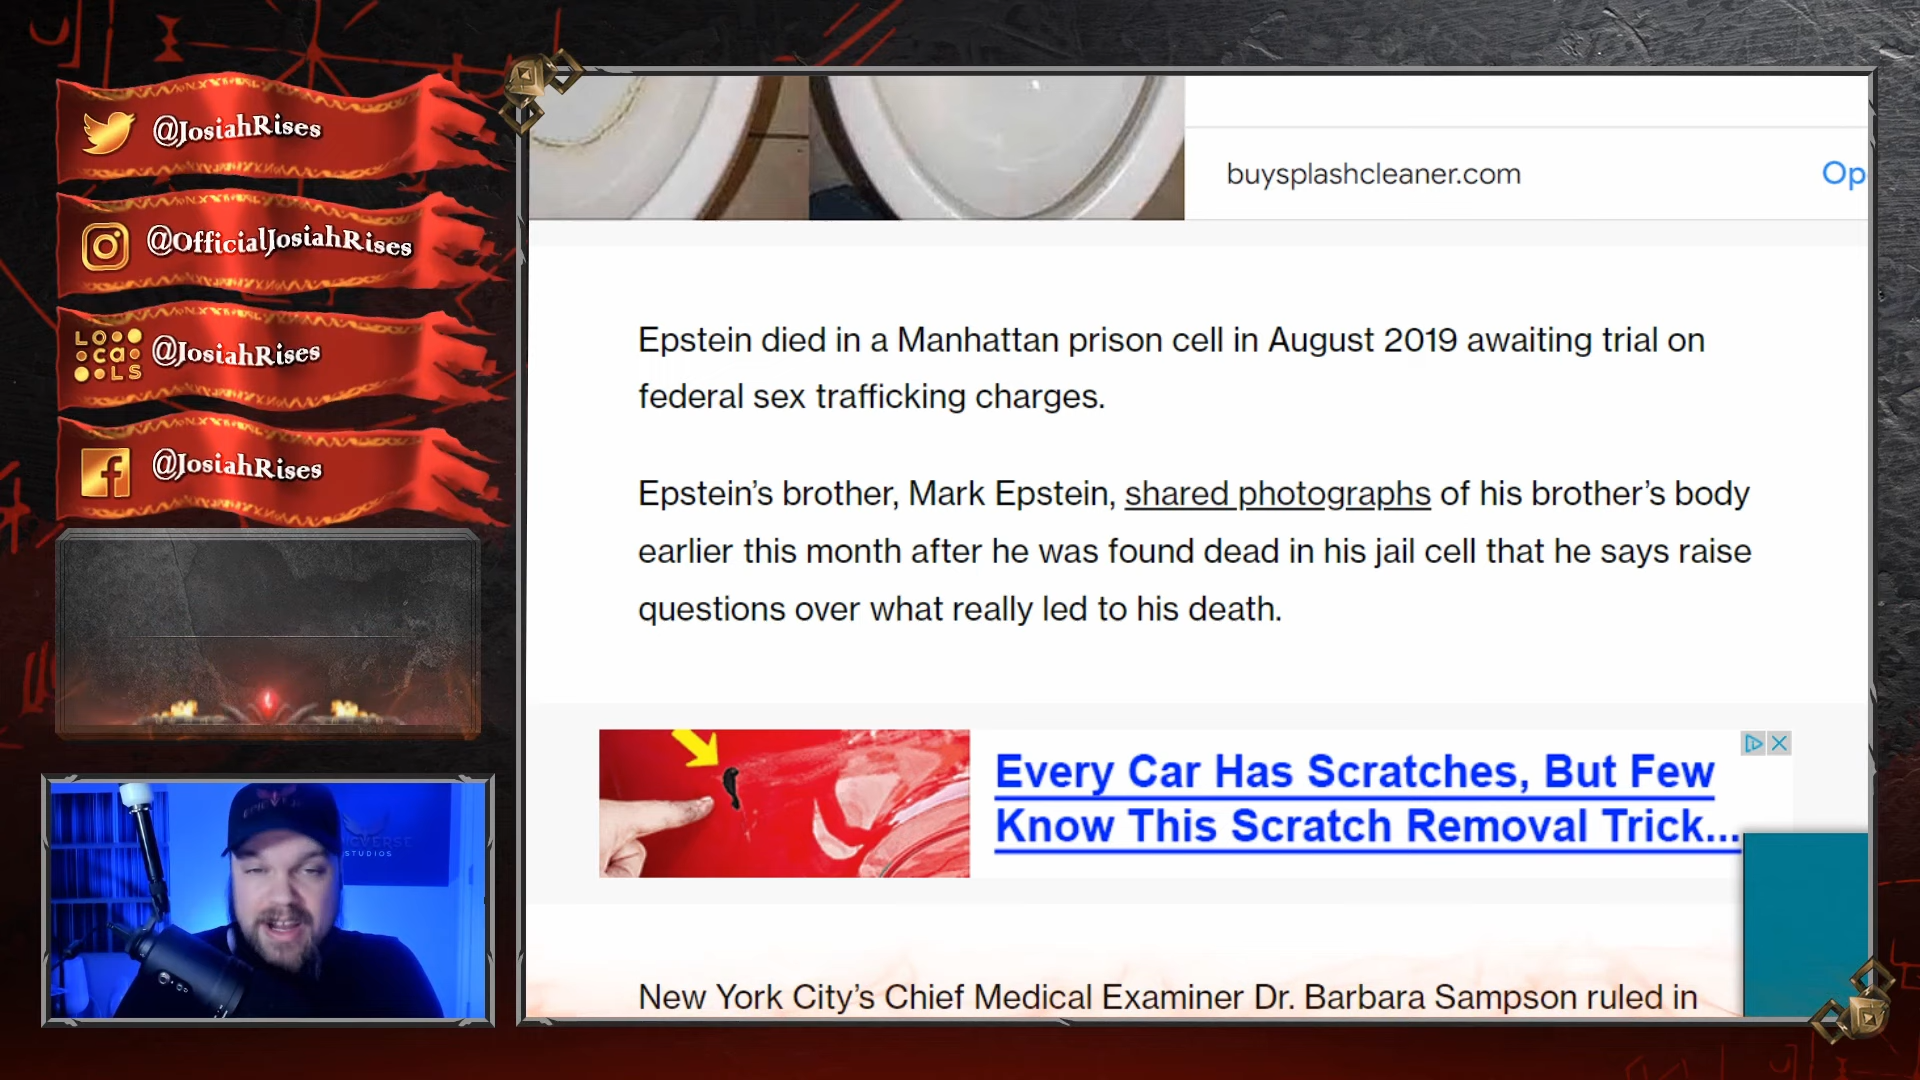 @JosiahRises
@OfficialJosiahRises
LOCALS
@JosiahRises
@JosiahRises
STUDIOS
buysplashcleaner.com
Op
Epstein died in a Manhattan prison cell in August 2019 awaiting trial on
federal sex trafficking charges.
Epstein’s brother, Mark Epstein, shared photographs of his brother’s body
earlier this month after he was found dead in his jail cell that he says raise
questions over what really led to his death.
Every Car Has Scratches, But Few
Know This Scratch Removal Trick...
New York City’s Chief Medical Examiner Dr. Barbara Sampson ruled in